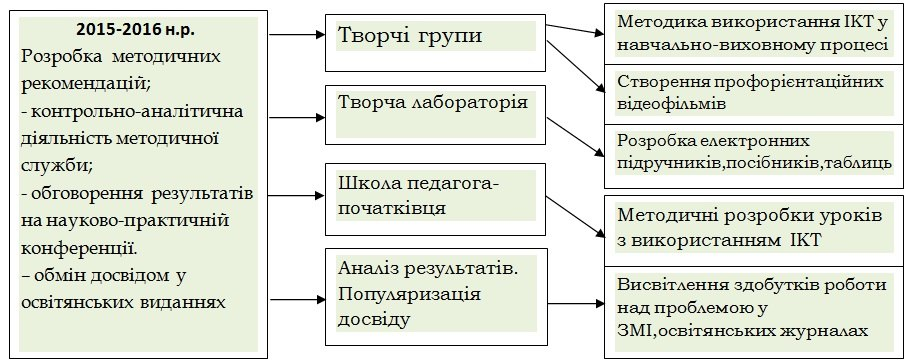 2015-2016 н.р.
Розробка методичних
рекомендацій;
- контрольно-аналітична
діяльність методичної
служби;
- обговорення результатів
на науково-практичній
конференції.
– обмін досвідом у
освітянських виданнях
Творчі групи
Творча лабораторія
Школа педагога-
початківця
Аналіз результатів.
Популяризація
досвіду
Методика використання ІКТ у
навчально-виховному процесі
Створення профорієнтаційних
відеофільмів
Розробка електронних
підручників,посібників,таблиць
Методичні розробки уроків
з використанням ІКТ
Висвітлення здобутків роботи
над проблемою у
ЗМІ,освітянських журналах